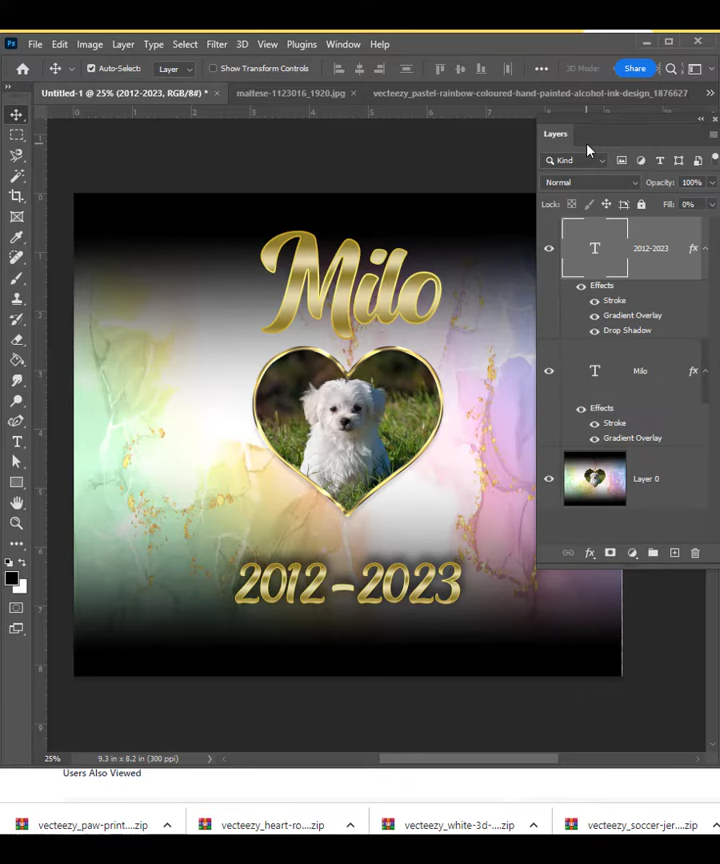 Ps File Edit Image Layer Type Select Filter 3D View Plugins Window Help
Auto-Select: Layer Show Transform Controls 3D Mode: Share
Untitled-1 @ 25% (2012-2023, RGB/8#) * × maltese-1123016_1920.jpg × vecteezy_pastel-rainbow-coloured-hand-painted-alcohol-ink-design_1876627
Layers
Kind
Normal Opacity: 100%
Lock: Fill: 0%
T 2012-2023 fx
Effects
Stroke
Gradient Overlay
Drop Shadow
T Milo fx
Effects
Stroke
Gradient Overlay
Layer 0
fx
Milo
2012-2023
25% 9.3 in x 8.2 in (300 ppi)
Users Also Viewed
vecteezy_paw-print....zip vecteezy_heart-ro....zip vecteezy_white-3d-....zip vecteezy_soccer-jer....zip